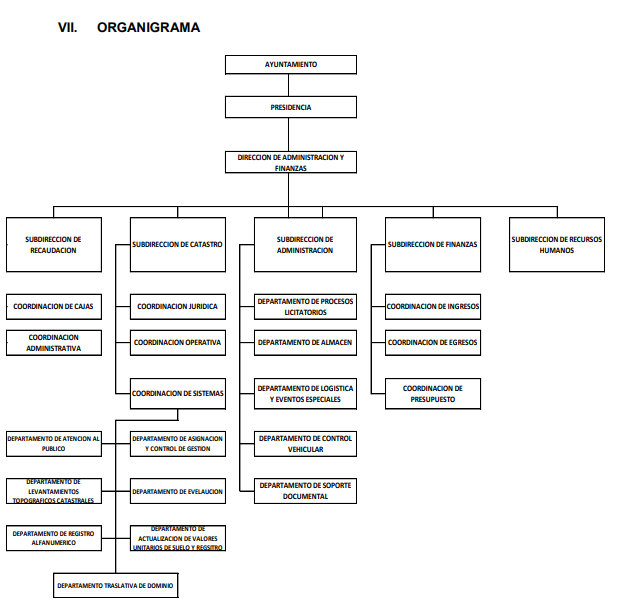 VII. ORGANIGRAMA
AYUNTAMIENTO
PRESIDENCIA
DIRECCION DE ADMINISTRACION Y
FINANZAS
SUBDIRECCION DE
RECAUDACION
SUBDIRECCION DE CATASTRO
SUBDIRECCION DE
ADMINISTRACION
SUBDIRECCION DE FINANZAS
SUBDIRECCION DE RECURSOS
HUMANOS
COORDINACION DE CAJAS
COORDINACION JURIDICA
DEPARTAMENTO DE PROCESOS
LICITATORIOS
COORDINACION DE INGRESOS
COORDINACION
ADMINISTRATIVA
COORDINACION OPERATIVA
DEPARTAMENTO DE ALMACEN
COORDINACION DE EGRESOS
COORDINACION DE SISTEMAS
DEPARTAMENTO DE LOGISTICA
Y EVENTOS ESPECIALES
COORDINACION DE
PRESUPUESTO
DEPARTAMENTO DE ATENCION AL
PUBLICO
DEPARTAMENTO DE ASIGNACION
Y CONTROL DE GESTION
DEPARTAMENTO DE CONTROL
VEHICULAR
DEPARTAMENTO DE
LEVANTAMIENTOS
TOPOGRAFICOS CATASTRALES
DEPARTAMENTO DE EVELAUCION
DEPARTAMENTO DE SOPORTE
DOCUMENTAL
DEPARTAMENTO DE REGISTRO
ALFANUMERICO
DEPARTAMENTO DE
ACTUALIZACION DE VALORES
UNITARIOS DE SUELO Y REGISTRO
DEPARTAMENTO TRASLATIVA DE DOMINIO